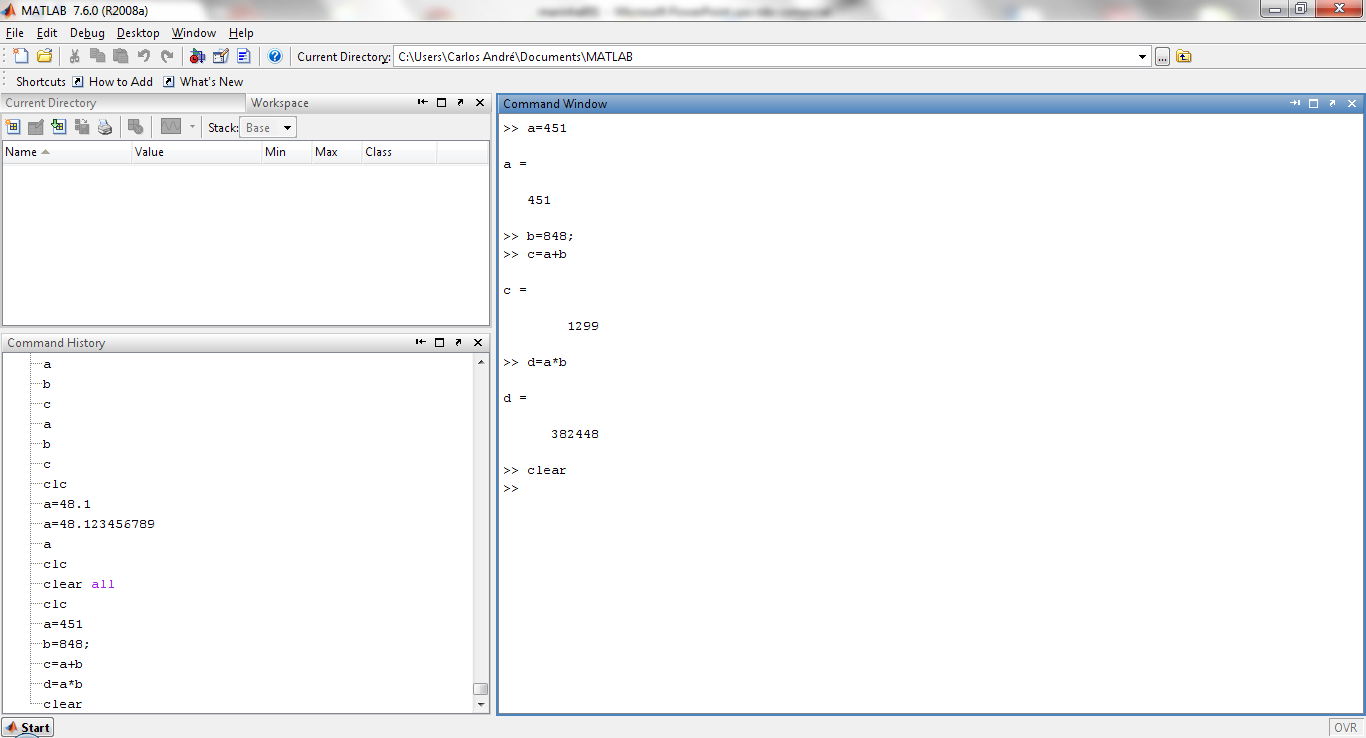 MATLAB 7.6.0 (R2008a)
File Edit Debug Desktop Window Help
Current Directory: C:\Users\Carlos André\Documents\MATLAB ...
Shortcuts How to Add What's New
Current Directory Workspace
Stack: Base
Name Value Min Max Class
Command History
a
b
c
a
b
c
clc
a=48.1
a=48.123456789
a
clc
clear all
clc
a=451
b=848;
c=a+b
d=a*b
clear
Command Window
>> a=451
a =
451
>> b=848;
>> c=a+b
c =
1299
>> d=a*b
d =
382448
>> clear
>>
Start
OVR